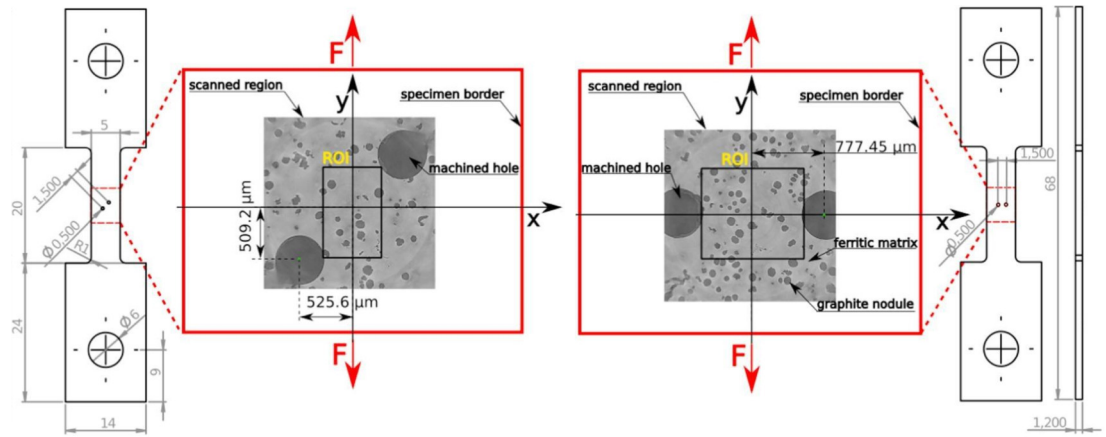 F
scanned region
y
specimen border
ROI
machined hole
x
509.2 µm
525.6 µm
F
5
1,500
20
Ø0,500
R1
24
Ø6
9
14
F
scanned region
y
specimen border
ROI
777.45 µm
machined hole
x
ferritic matrix
graphite nodule
F
1,500
Ø0,500
68
1,200